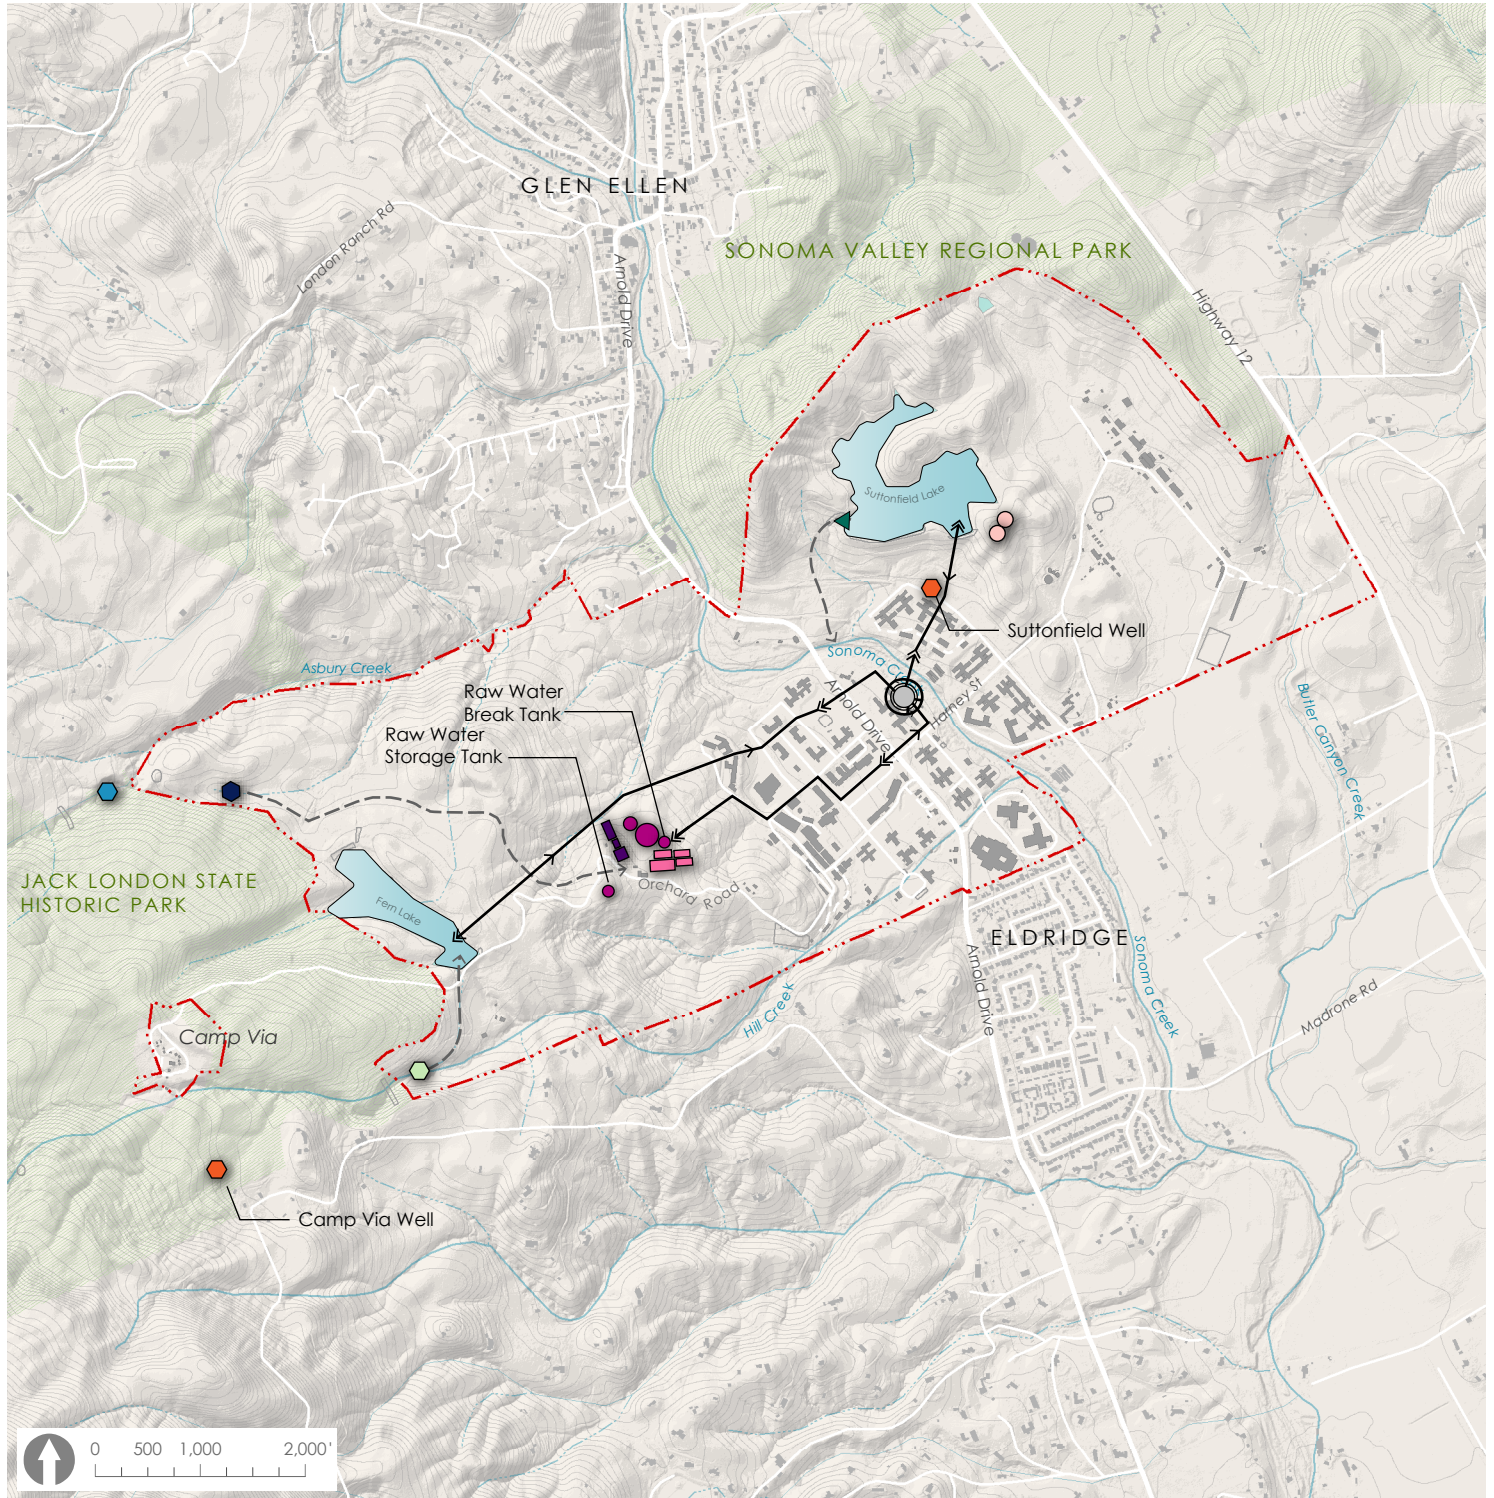 GLEN ELLEN
London Ranch Rd
Arnold Drive
SONOMA VALLEY REGIONAL PARK
Highway 12
Suttonfield Lake
Suttonfield Well
Sonoma Creek
Asbury Creek
Raw Water
Break Tank
Raw Water
Storage Tank
Arnold Drive
Harney St
Butler Canyon Creek
JACK LONDON STATE
HISTORIC PARK
Fern Lake
Orchard Road
ELDRIDGE
Arnold Drive
Sonoma Creek
Hill Creek
Madrone Rd
Camp Via
Camp Via Well
0 500 1,000 2,000'